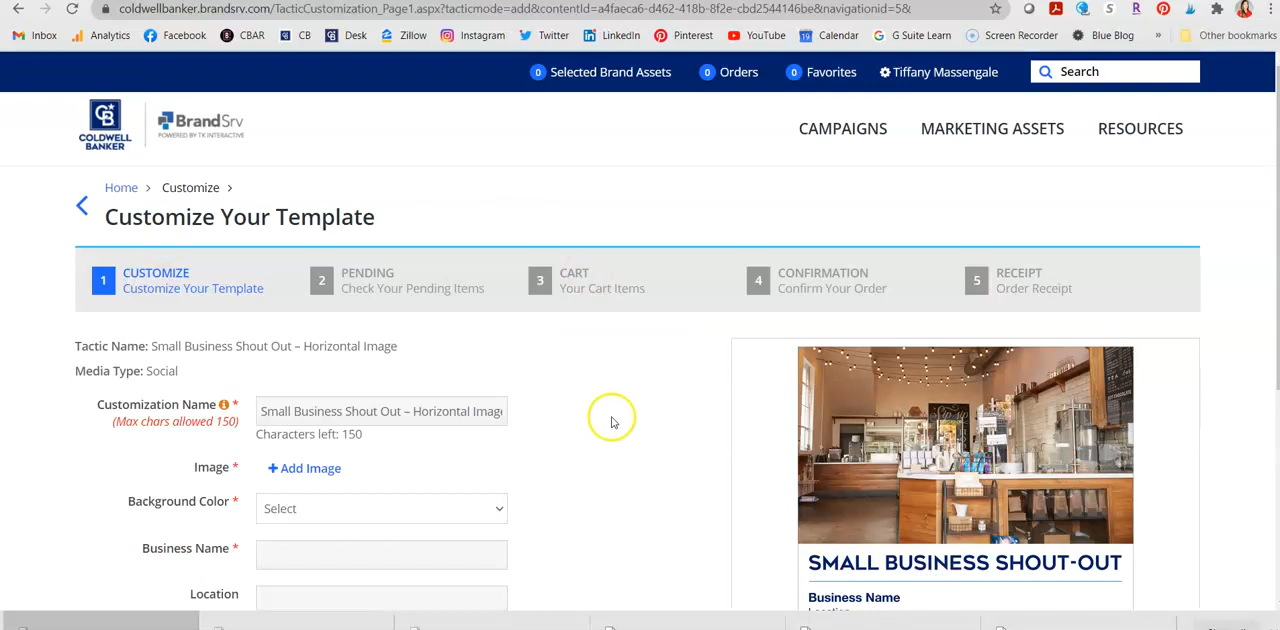 coldwellbanker.brandsrv.com/TacticCustomization_Page1.aspx?tacticmode=add&contentId=a4faeca6-d462-418b-8f2e-cbd2544146be&navigationid=5&
Inbox Analytics Facebook CBAR CB Desk Zillow Instagram Twitter LinkedIn Pinterest YouTube Calendar G Suite Learn Screen Recorder Blue Blog » Other bookmarks
0 Selected Brand Assets 0 Orders 0 Favorites Tiffany Massengale Search
COLDWELL BANKER
BrandSrv
POWERED BY TK INTERACTIVE
CAMPAIGNS MARKETING ASSETS RESOURCES
Home > Customize >
Customize Your Template
1 CUSTOMIZE
Customize Your Template
2 PENDING
Check Your Pending Items
3 CART
Your Cart Items
4 CONFIRMATION
Confirm Your Order
5 RECEIPT
Order Receipt
Tactic Name: Small Business Shout Out – Horizontal Image
Media Type: Social
Customization Name *
(Max chars allowed 150)
Small Business Shout Out – Horizontal Image
Characters left: 150
Image * + Add Image
Background Color * Select
Business Name *
Location
SMALL BUSINESS SHOUT-OUT
Business Name
Location